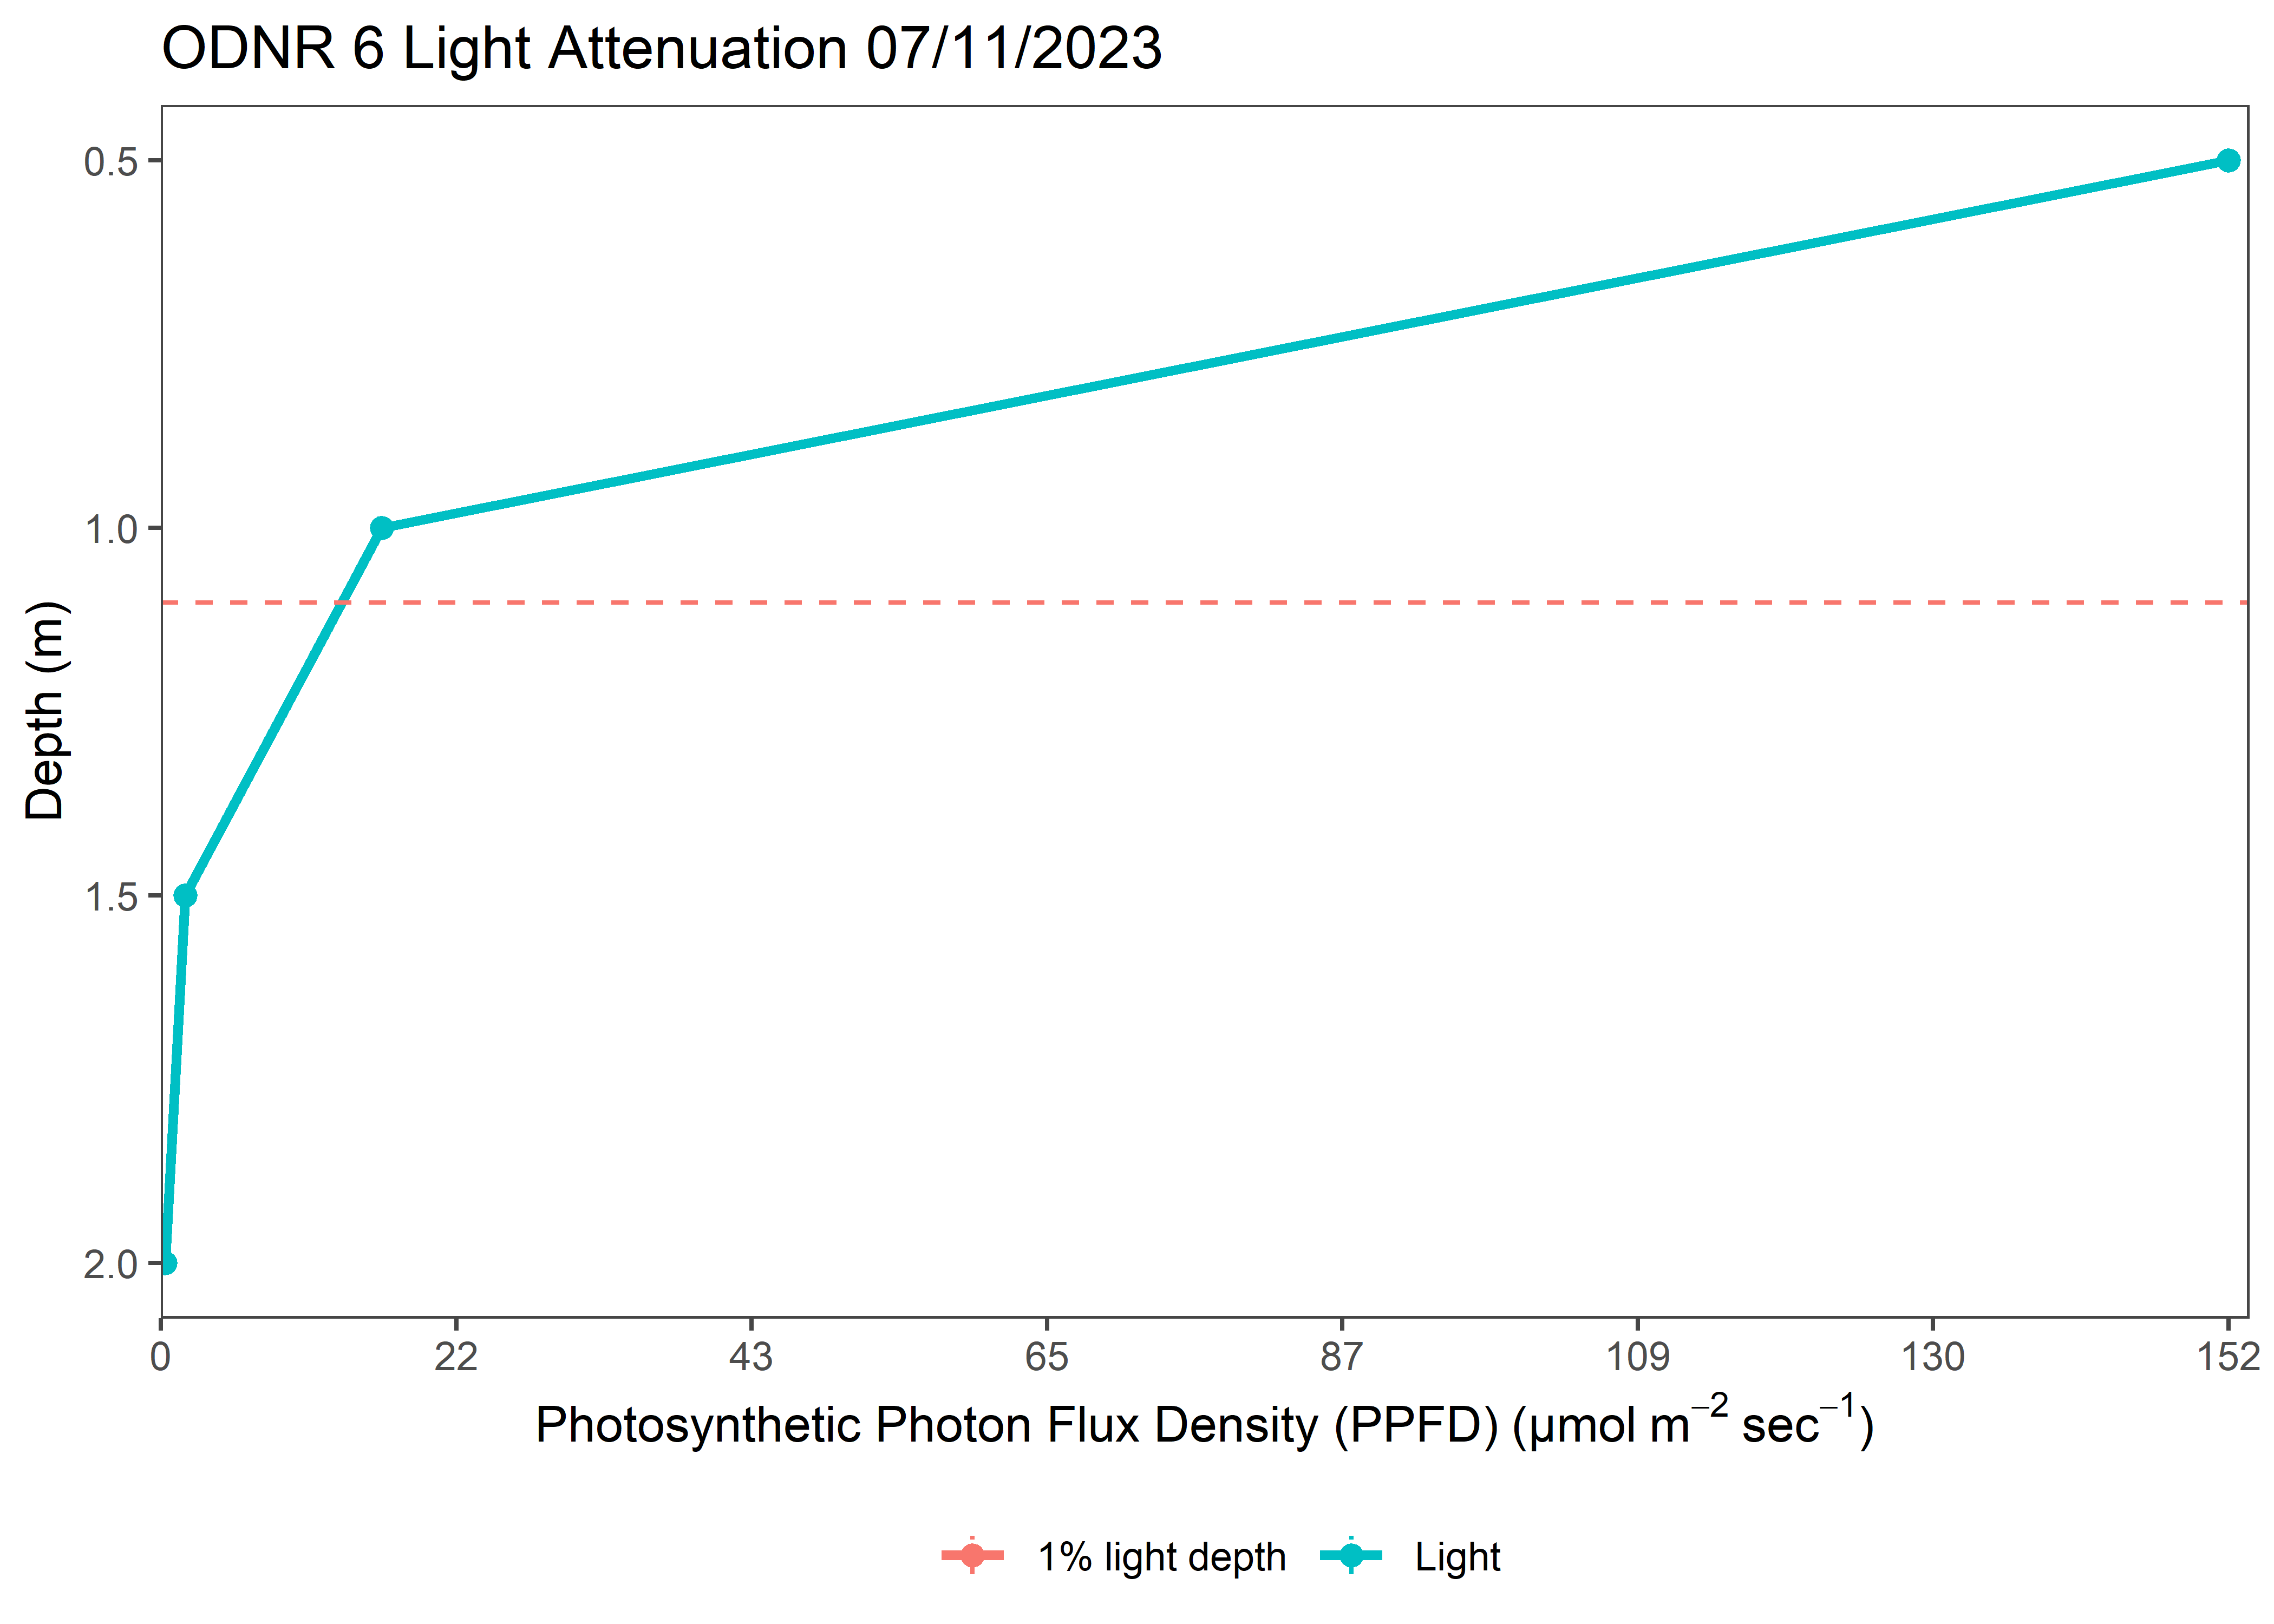 ODNR 6 Light Attenuation 07/11/2023
0.5
1.0
1.5
2.0
Depth (m)
0 22 43 65 87 109 130 152
Photosynthetic Photon Flux Density (PPFD) (µmol m⁻² sec⁻¹)
1% light depth Light